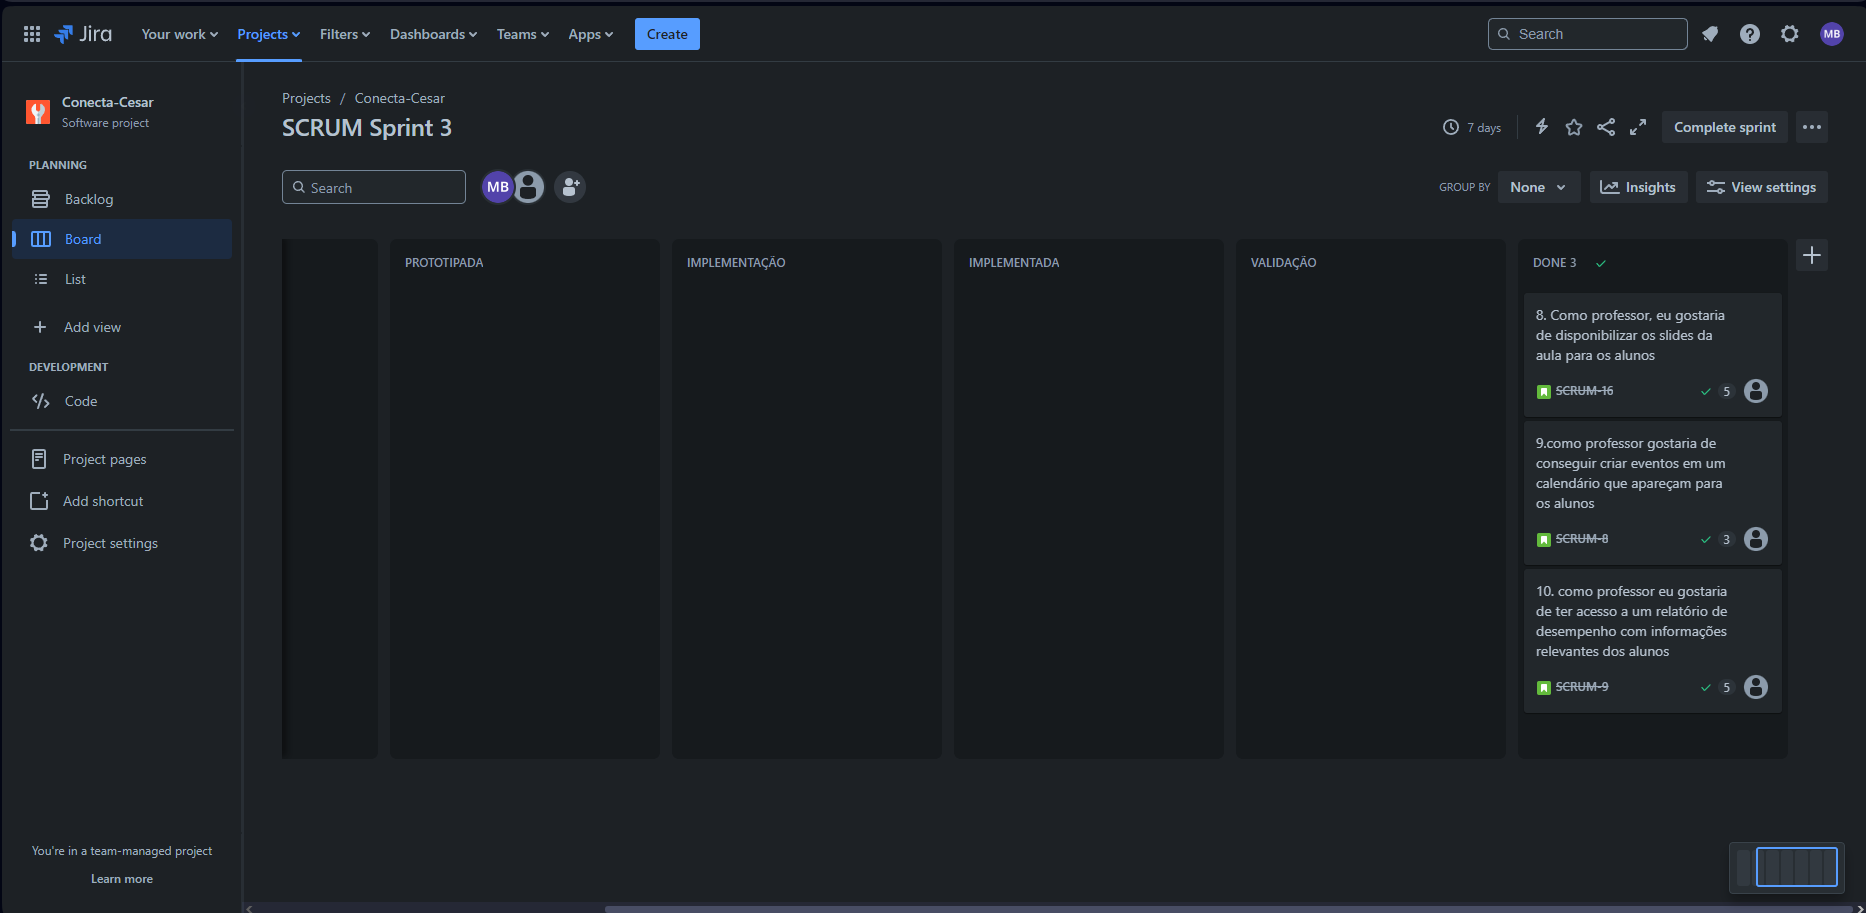 Jira
Your work
Projects
Filters
Dashboards
Teams
Apps
Create
Search
MB
Conecta-Cesar
Software project
PLANNING
Backlog
Board
List
Add view
DEVELOPMENT
Code
Project pages
Add shortcut
Project settings
You're in a team-managed project
Learn more
Projects / Conecta-Cesar
SCRUM Sprint 3
7 days
Complete sprint
Search
MB
GROUP BY
None
Insights
View settings
PROTOTIPADA
IMPLEMENTAÇÃO
IMPLEMENTADA
VALIDAÇÃO
DONE 3
8. Como professor, eu gostaria
de disponibilizar os slides da
aula para os alunos
SCRUM-16
5
9.como professor gostaria de
conseguir criar eventos em um
calendário que apareçam para
os alunos
SCRUM-8
3
10. como professor eu gostaria
de ter acesso a um relatório de
desempenho com informações
relevantes dos alunos
SCRUM-9
5